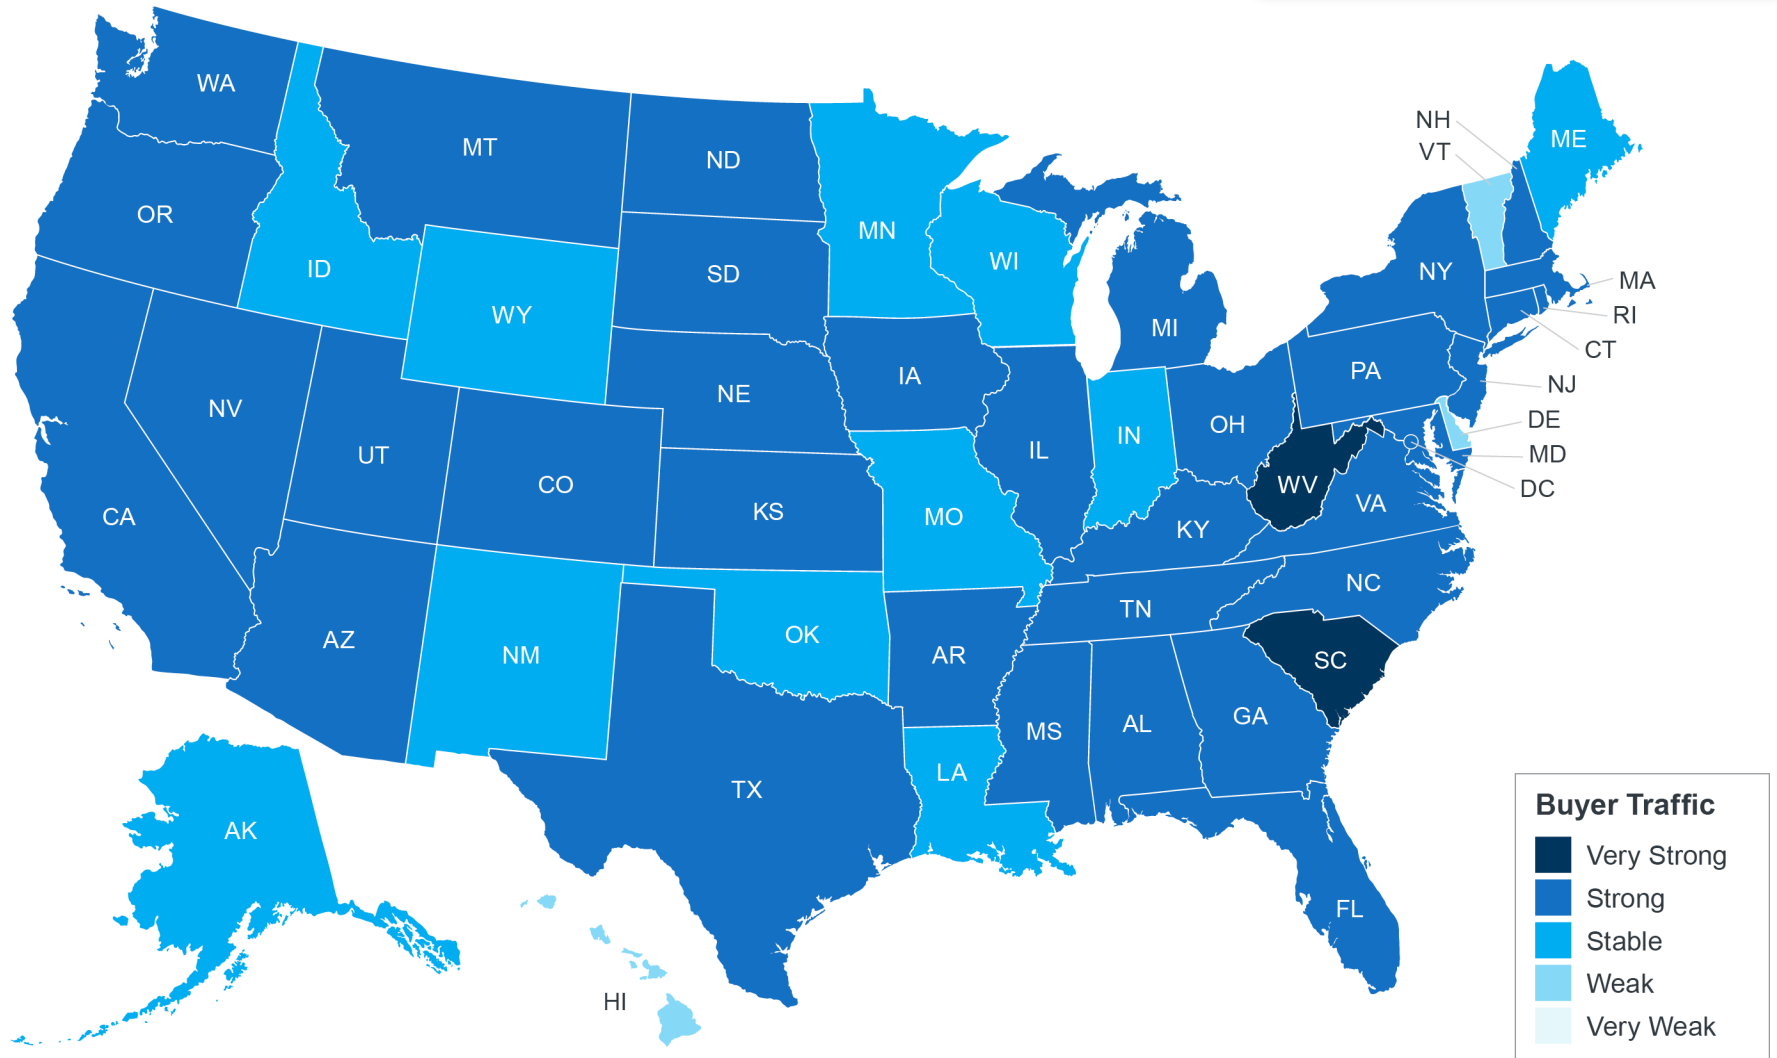 WA
MT
ND
MN
NH
VT
ME
OR
ID
WY
SD
WI
MI
NY
MA
RI
CT
NJ
DE
MD
DC
NV
UT
CO
NE
IA
IL
IN
OH
PA
CA
KS
MO
KY
WV
VA
AZ
NM
OK
AR
TN
NC
SC
TX
LA
MS
AL
GA
FL
AK
HI
Buyer Traffic
Very Strong
Strong
Stable
Weak
Very Weak